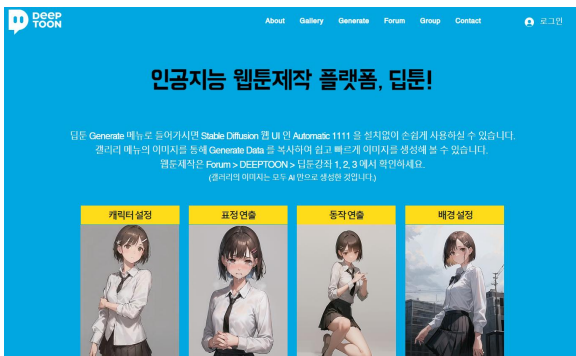 DEEP
TOON
About Gallery Generate Forum Group Contact
로그인
인공지능 웹툰제작 플랫폼, 딥툰!
딥툰 Generate 메뉴로 들어가시면 Stable Diffusion 웹 UI 인 Automatic 1111 을 설치없이 손쉽게 사용하실 수 있습니다.
갤러리 메뉴의 이미지를 통해 Generate Data 를 복사하여 쉽고 빠르게 이미지를 생성해 볼 수 있습니다.
웹툰제작은 Forum > DEEPTOON > 딥툰강좌 1, 2, 3 에서 확인하세요.
(갤러리의 이미지는 모두 AI 만으로 생성한 것입니다.)
캐릭터 설정 표정 연출 동작 연출 배경 설정